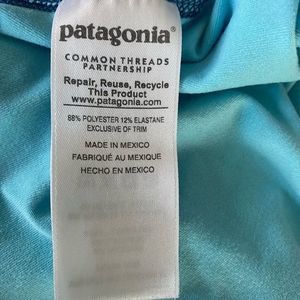 patagonia®
COMMON THREADS
PARTNERSHIP
Repair, Reuse, Recycle
This Product
www.patagonia.com
88% POLYESTER 12% ELASTANE
EXCLUSIVE OF TRIM
MADE IN MEXICO
FABRIQUÉ AU MEXIQUE
HECHO EN MEXICO